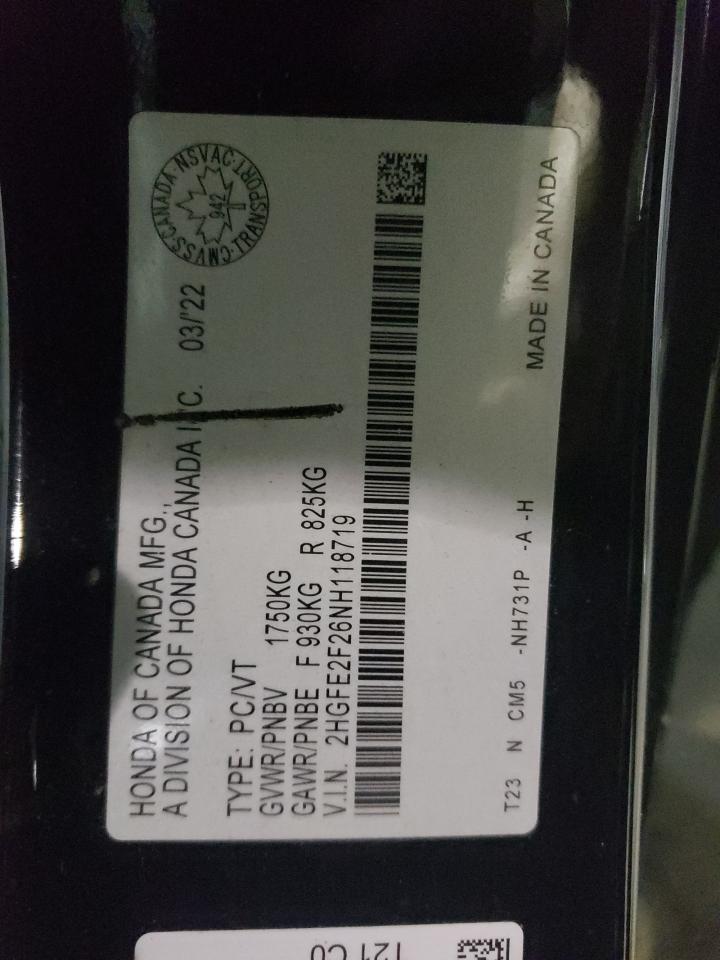 HONDA OF CANADA MFG.,
A DIVISION OF HONDA CANADA INC. 03/'22
CMVSS·CANADA·NSVAC·TRANSPORT
942
TYPE: PC/VT
GVWR/PNBV 1750KG
GAWR/PNBE F 930KG R 825KG
V.I.N. 2HGFE2F26NH118719
T23 N CM5 -NH731P -A -H MADE IN CANADA